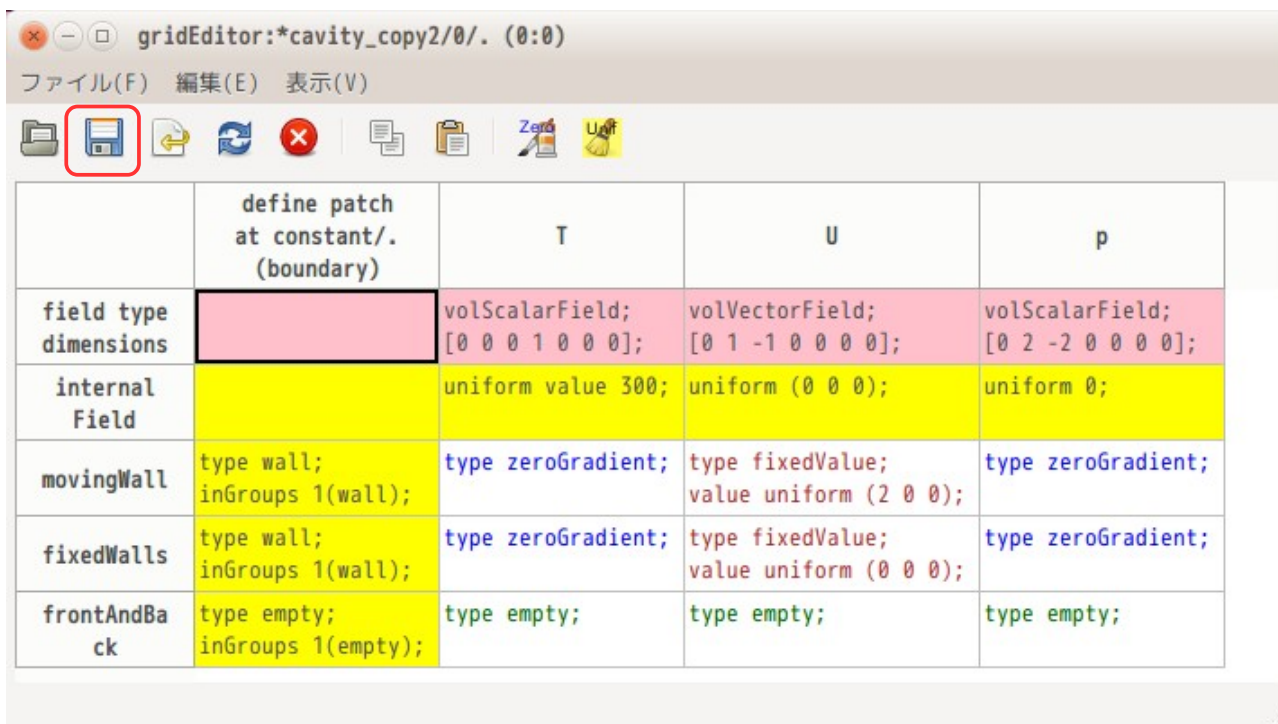 gridEditor:*cavity_copy2/0/. (0:0)
ファイル(F) 編集(E) 表示(V)
Zero Unif
define patch
at constant/.
(boundary)
T
U
p
field type
dimensions
volScalarField;
[0 0 0 1 0 0 0];
volVectorField;
[0 1 -1 0 0 0 0];
volScalarField;
[0 2 -2 0 0 0 0];
internal
Field
uniform value 300;
uniform (0 0 0);
uniform 0;
movingWall
type wall;
inGroups 1(wall);
type zeroGradient;
type fixedValue;
value uniform (2 0 0);
type zeroGradient;
fixedWalls
type wall;
inGroups 1(wall);
type zeroGradient;
type fixedValue;
value uniform (0 0 0);
type zeroGradient;
frontAndBa
ck
type empty;
inGroups 1(empty);
type empty;
type empty;
type empty;